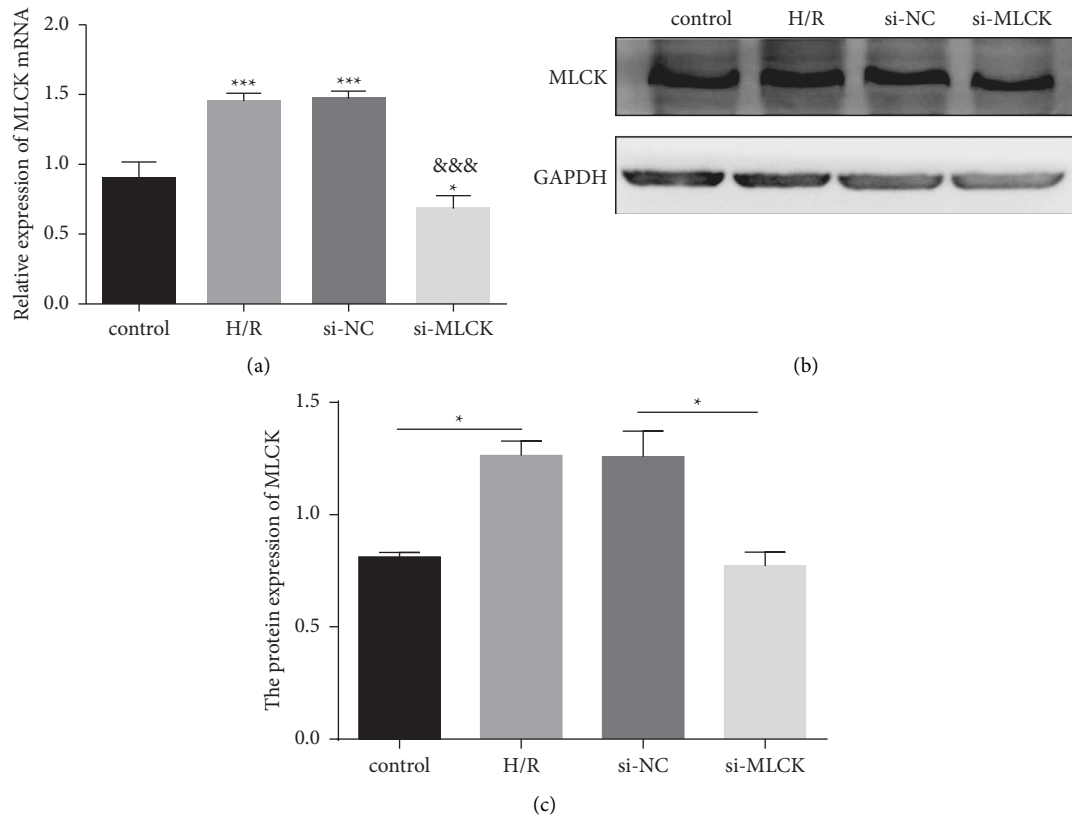 Relative expression of MLCK mRNA
2.0
1.5
1.0
0.5
0.0
***
***
&&&
*
control H/R si-NC si-MLCK
(a)
control H/R si-NC si-MLCK
MLCK
GAPDH
(b)
The protein expression of MLCK
1.5
1.0
0.5
0.0
*
*
control H/R si-NC si-MLCK
(c)